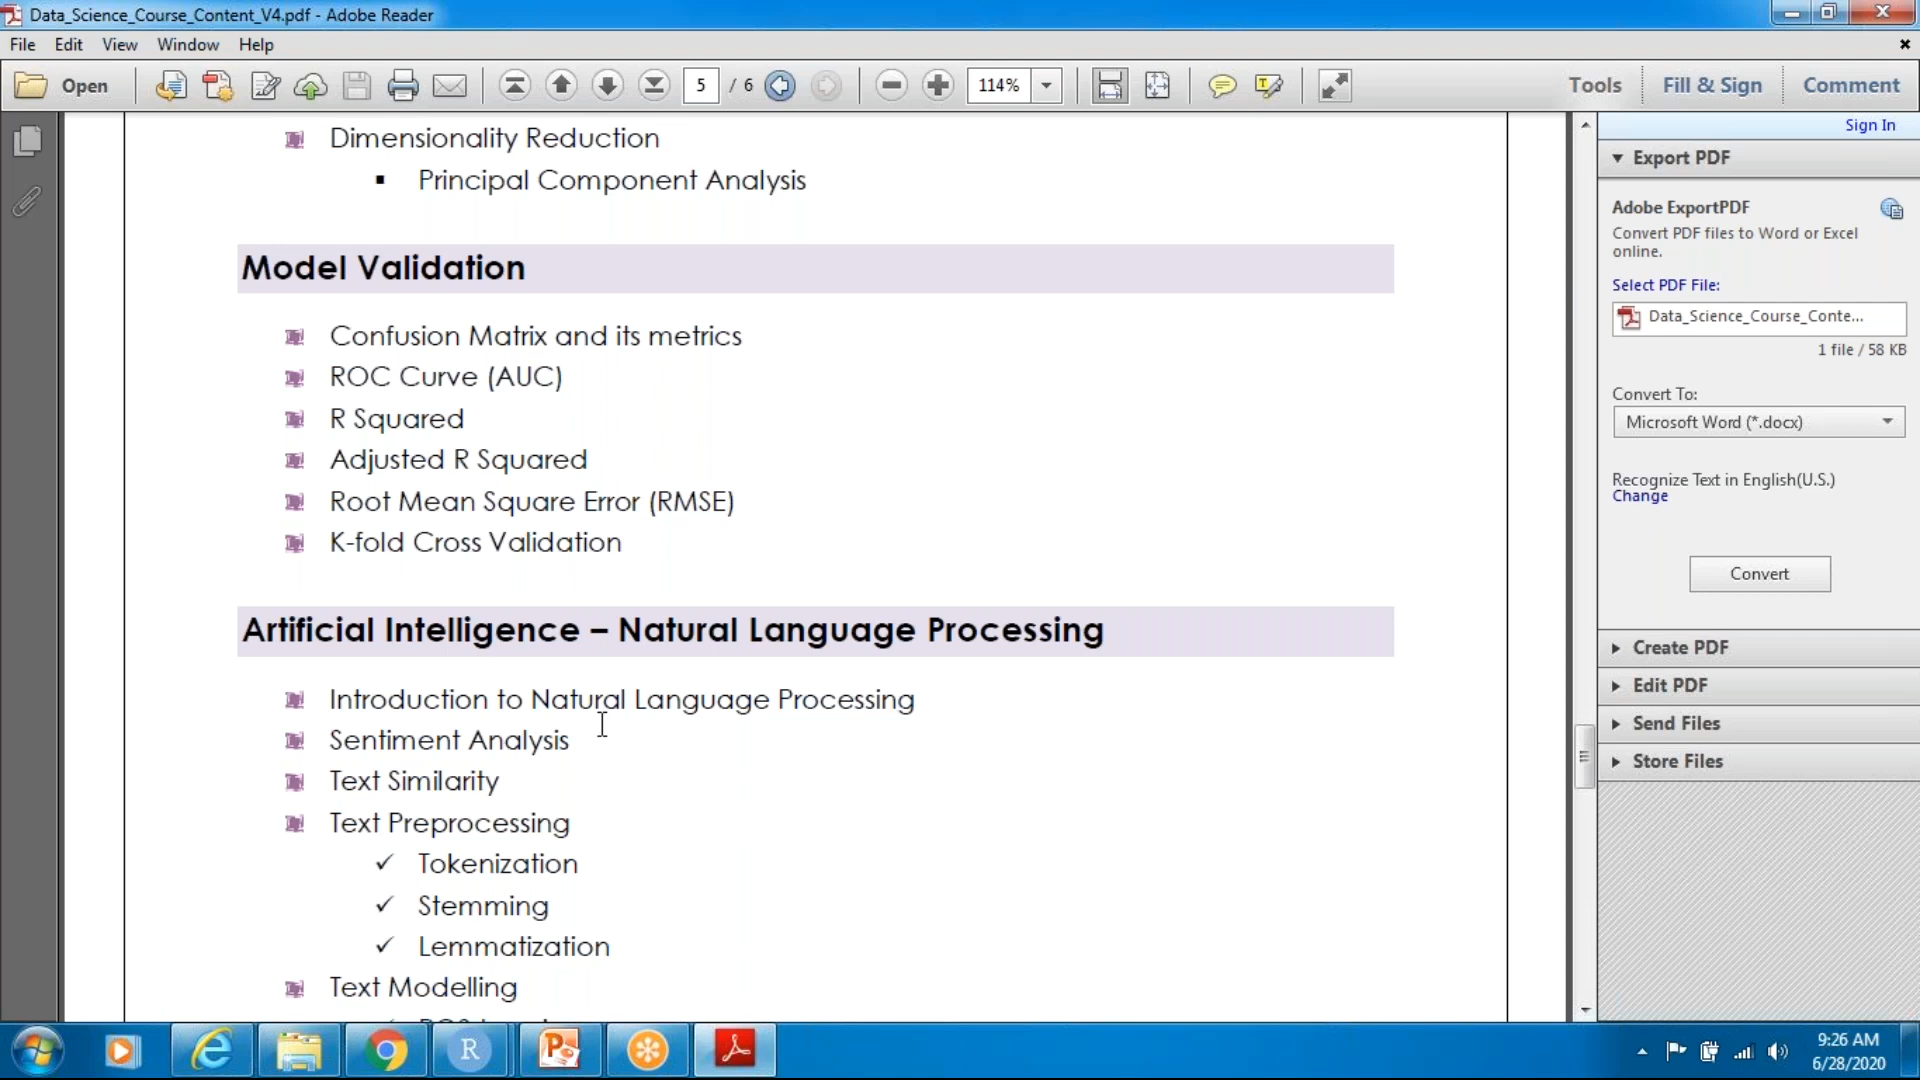 Data_Science_Course_Content_V4.pdf - Adobe Reader
File Edit View Window Help
Open 5 / 6 114% Tools Fill & Sign Comment
Sign In
Dimensionality Reduction
Principal Component Analysis
Model Validation
Confusion Matrix and its metrics
ROC Curve (AUC)
R Squared
Adjusted R Squared
Root Mean Square Error (RMSE)
K-fold Cross Validation
Artificial Intelligence – Natural Language Processing
Introduction to Natural Language Processing
Sentiment Analysis
Text Similarity
Text Preprocessing
✓ Tokenization
✓ Stemming
✓ Lemmatization
Text Modelling
Export PDF
Adobe ExportPDF
Convert PDF files to Word or Excel
online.
Select PDF File:
Data_Science_Course_Conte...
1 file / 58 KB
Convert To:
Microsoft Word (*.docx)
Recognize Text in English(U.S.)
Change
Convert
Create PDF
Edit PDF
Send Files
Store Files
9:26 AM
6/28/2020